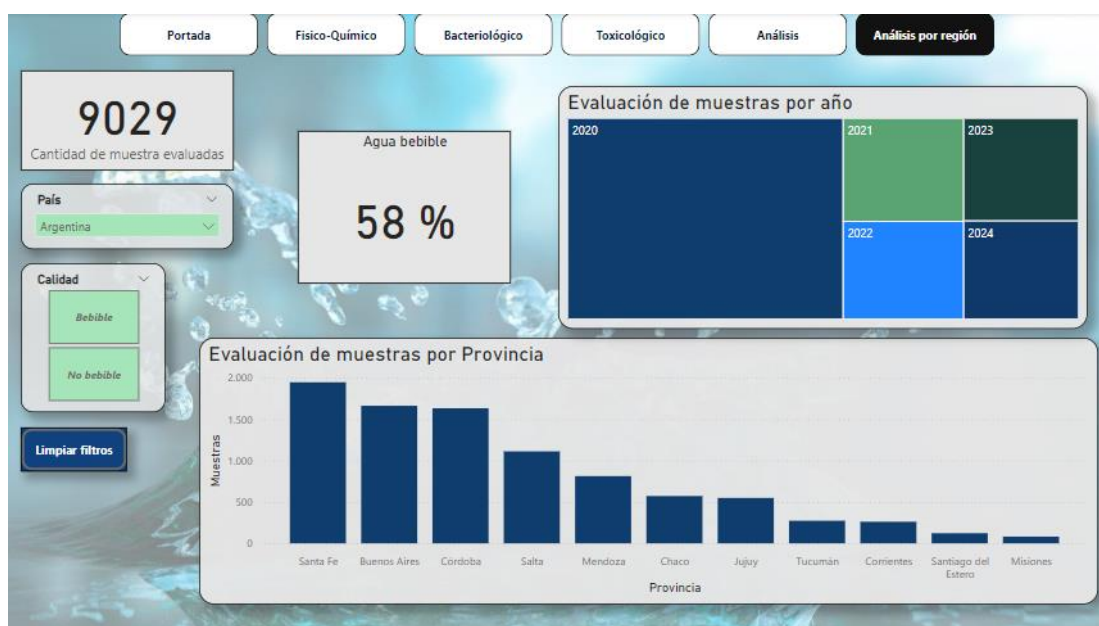 Portada
Fisico-Químico
Bacteriológico
Toxicológico
Análisis
Análisis por región
9029
Cantidad de muestra evaluadas
País
Argentina
Calidad
Bebible
No bebible
Limpiar filtros
Agua bebible
58 %
Evaluación de muestras por año
2020
2021
2023
2022
2024
Evaluación de muestras por Provincia
Muestras
2.000
1.500
1.000
500
0
Santa Fe
Buenos Aires
Córdoba
Salta
Mendoza
Chaco
Jujuy
Tucumán
Corrientes
Santiago del
Estero
Misiones
Provincia